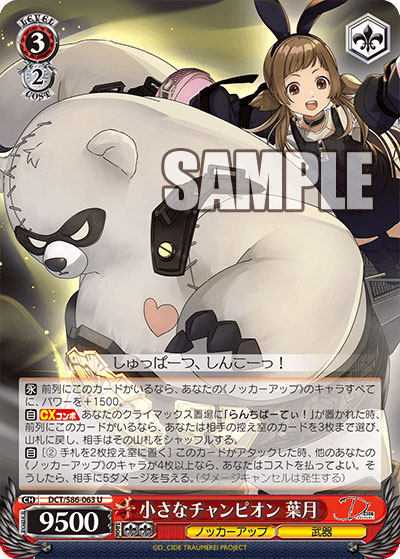 LEVEL
3
2
COST
SAMPLE
しゅっぱーつ、しんこーっ！
永 前列にこのカードがいるなら、あなたの《ノッカーアップ》のキャラすべて
に、パワーを＋1500。
自 CXコンボ あなたのクライマックス置場に「らんちぱーてぃ！」が置かれた時、
前列にこのカードがいるなら、あなたは相手の控え室のカードを3枚まで選び、
山札に戻し、相手はその山札をシャッフルする。
自 ［② 手札を2枚控え室に置く］ このカードがアタックした時、他のあなたの
《ノッカーアップ》のキャラが4枚以上なら、あなたはコストを払ってよい。そう
したら、相手に5ダメージを与える。（ダメージキャンセルは発生する）
CH DCT/S86-063 U
POWER
9500
小さなチャンピオン 葉月
ノッカーアップ
武器
©D_CIDE TRAUMEREI PROJECT